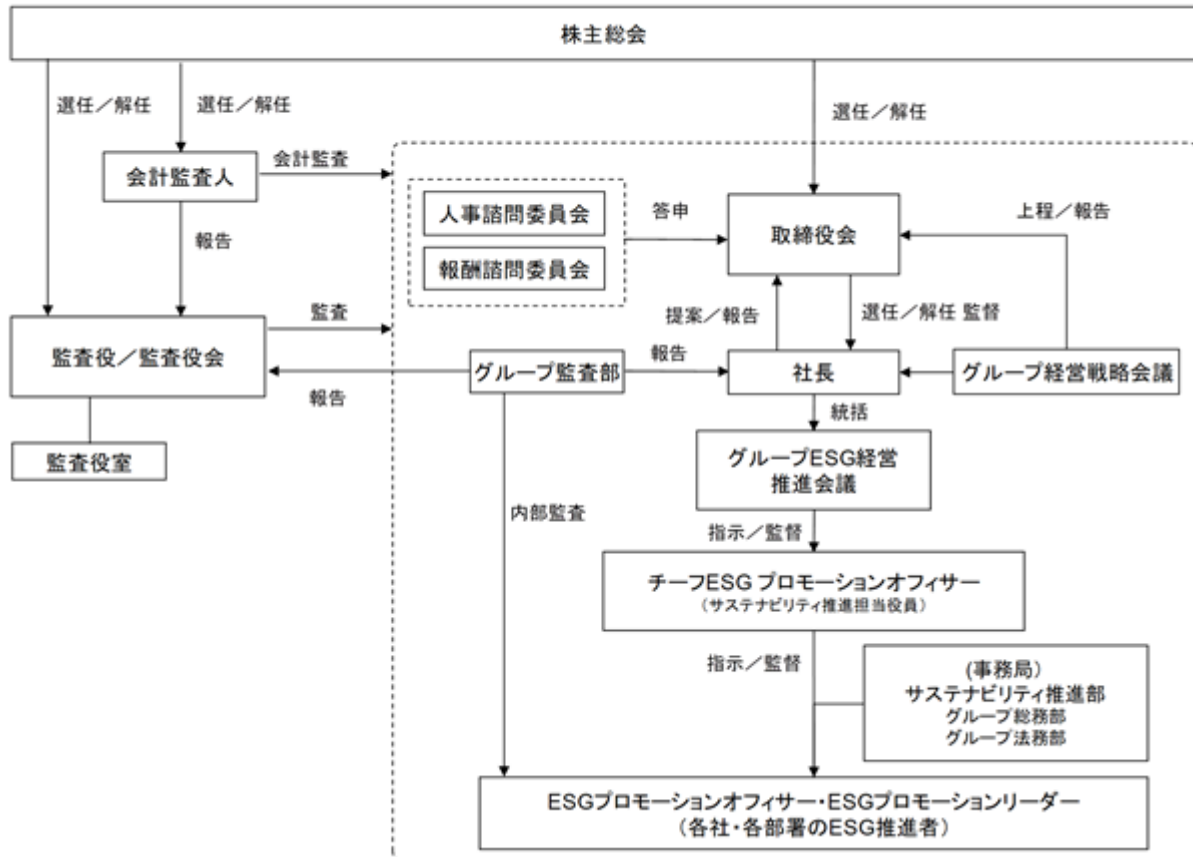 株主総会
選任／解任
選任／解任
選任／解任
会計監査人
会計監査
人事諮問委員会
報酬諮問委員会
答申
取締役会
上程／報告
報告
監査役／監査役会
監査
提案／報告
選任／解任 監督
グループ監査部
報告
社長
グループ経営戦略会議
報告
統括
監査役室
グループESG経営
推進会議
内部監査
指示／監督
チーフESG プロモーションオフィサー
（サステナビリティ推進担当役員）
指示／監督
(事務局）
サステナビリティ推進部
グループ総務部
グループ法務部
ESGプロモーションオフィサー・ESGプロモーションリーダー
（各社・各部署のESG推進者）